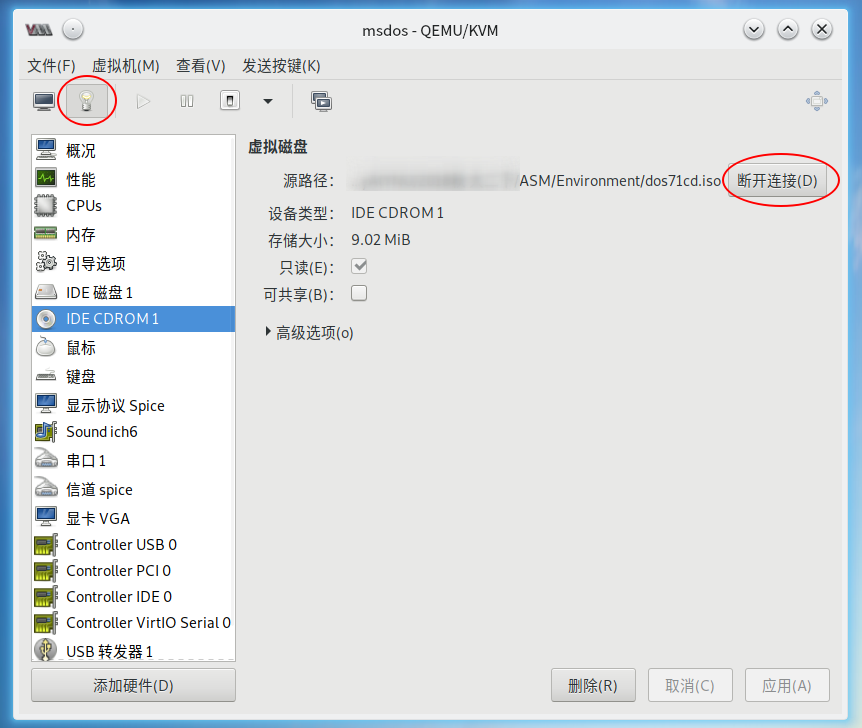 msdos - QEMU/KVM
文件(F) 虚拟机(M) 查看(V) 发送按键(K)
概况
性能
CPUs
内存
引导选项
IDE 磁盘 1
IDE CDROM 1
鼠标
键盘
显示协议 Spice
Sound ich6
串口 1
信道 spice
显卡 VGA
Controller USB 0
Controller PCI 0
Controller IDE 0
Controller VirtIO Serial 0
USB 转发器 1
添加硬件(D)
虚拟磁盘
源路径: ASM/Environment/dos71cd.iso 断开连接(D)
设备类型: IDE CDROM 1
存储大小: 9.02 MiB
只读(E):
可共享(B):
高级选项(o)
删除(R) 取消(C) 应用(A)